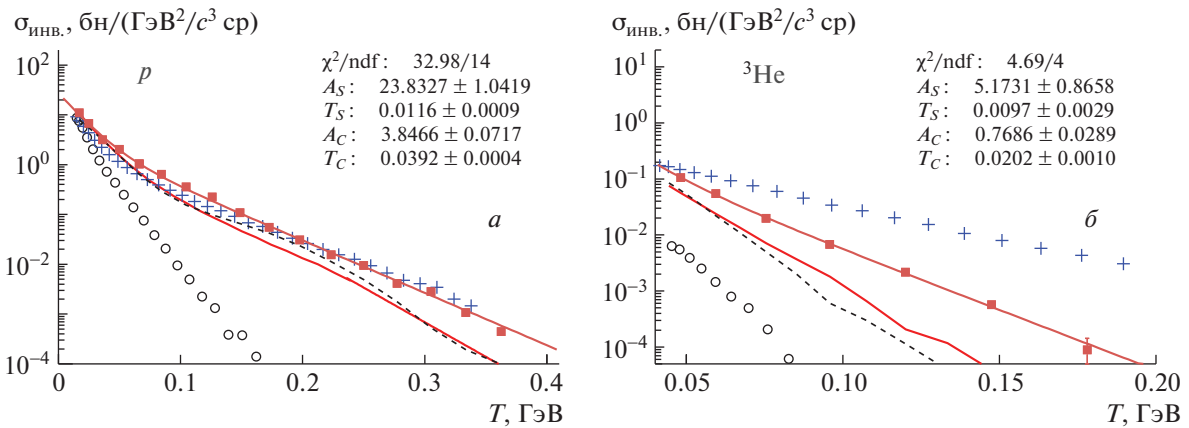 σинв., бн/(ГэВ²/c³ ср)
p
χ²/ndf : 32.98/14
A_S : 23.8327 ± 1.0419
T_S : 0.0116 ± 0.0009
A_C : 3.8466 ± 0.0717
T_C : 0.0392 ± 0.0004
10²
10⁰
10⁻²
10⁻⁴
а
0 0.1 0.2 0.3 0.4
T, ГэВ
σинв., бн/(ГэВ²/c³ ср)
³He
χ²/ndf : 4.69/4
A_S : 5.1731 ± 0.8658
T_S : 0.0097 ± 0.0029
A_C : 0.7686 ± 0.0289
T_C : 0.0202 ± 0.0010
10¹
10⁰
10⁻¹
10⁻²
10⁻³
10⁻⁴
б
0.05 0.10 0.15 0.20
T, ГэВ